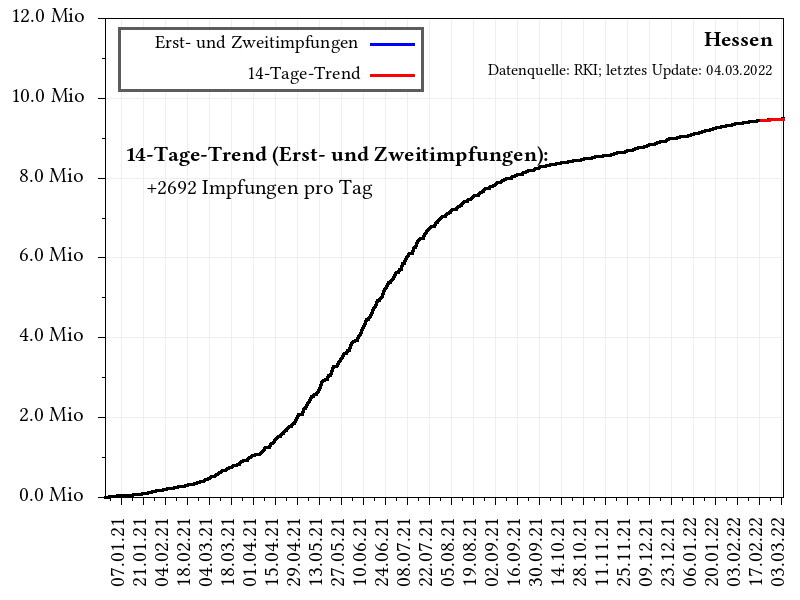 12.0 Mio
10.0 Mio
8.0 Mio
6.0 Mio
4.0 Mio
2.0 Mio
0.0 Mio
Erst- und Zweitimpfungen
14-Tage-Trend
Hessen
Datenquelle: RKI; letztes Update: 04.03.2022
14-Tage-Trend (Erst- und Zweitimpfungen):
+2692 Impfungen pro Tag
07.01.21
21.01.21
04.02.21
18.02.21
04.03.21
18.03.21
01.04.21
15.04.21
29.04.21
13.05.21
27.05.21
10.06.21
24.06.21
08.07.21
22.07.21
05.08.21
19.08.21
02.09.21
16.09.21
30.09.21
14.10.21
28.10.21
11.11.21
25.11.21
09.12.21
23.12.21
06.01.22
20.01.22
03.02.22
17.02.22
03.03.22